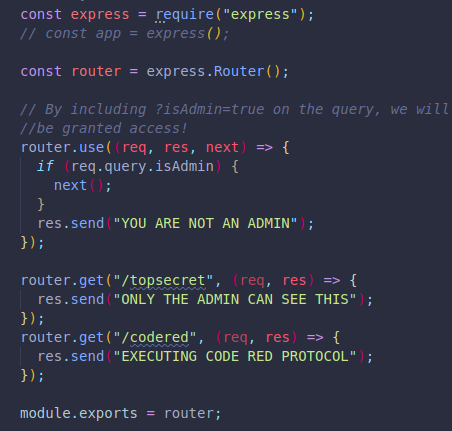 const express = require("express");
// const app = express();
const router = express.Router();
// By including ?isAdmin=true on the query, we will
//be granted access!
router.use((req, res, next) => {
if (req.query.isAdmin) {
next();
}
res.send("YOU ARE NOT AN ADMIN");
});
router.get("/topsecret", (req, res) => {
res.send("ONLY THE ADMIN CAN SEE THIS");
});
router.get("/codered", (req, res) => {
res.send("EXECUTING CODE RED PROTOCOL");
});
module.exports = router;